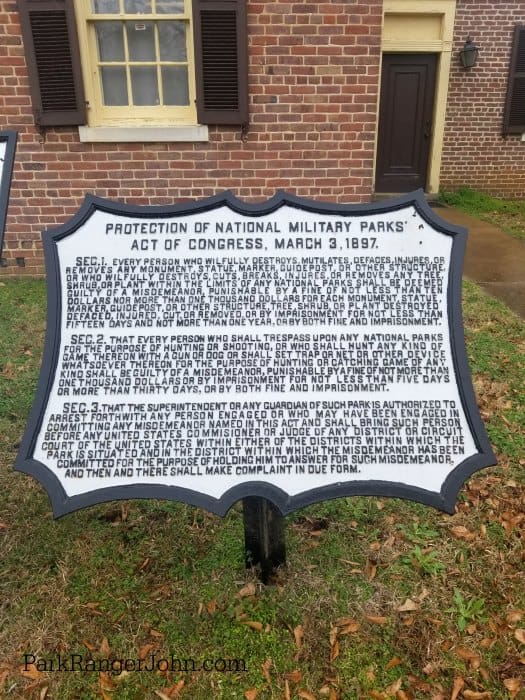 PROTECTION OF NATIONAL MILITARY PARKS'
ACT OF CONGRESS, MARCH 3, 1897.
SEC. 1. EVERY PERSON WHO WILFULLY DESTROYS, MUTILATES, DEFACES, INJURES, OR
REMOVES ANY MONUMENT, STATUE, MARKER, GUIDEPOST, OR OTHER STRUCTURE,
OR WHO WILFULLY DESTROYS, CUTS, BREAKS, INJURES, OR REMOVES ANY TREE,
SHRUB, OR PLANT WITHIN THE LIMITS OF ANY NATIONAL PARKS SHALL BE DEEMED
GUILTY OF A MISDEMEANOR, PUNISHABLE BY A FINE OF NOT LESS THAN TEN
DOLLARS NOR MORE THAN ONE THOUSAND DOLLARS FOR EACH MONUMENT, STATUE,
MARKER, GUIDEPOST, OR OTHER STRUCTURE, TREE, SHRUB, OR PLANT DESTROYED,
DEFACED, INJURED, CUT, OR REMOVED, OR BY IMPRISONMENT FOR NOT LESS THAN
FIFTEEN DAYS AND NOT MORE THAN ONE YEAR, OR BY BOTH FINE AND IMPRISONMENT.
SEC. 2. THAT EVERY PERSON WHO SHALL TRESPASS UPON ANY NATIONAL PARKS
FOR THE PURPOSE OF HUNTING OR SHOOTING, OR WHO SHALL HUNT ANY KIND OF
GAME THEREON WITH A GUN OR DOG OR SHALL SET TRAP OR NET OR OTHER DEVICE
WHATSOEVER THEREON FOR THE PURPOSE OF HUNTING OR CATCHING GAME OF ANY
KIND SHALL BE GUILTY OF A MISDEMEANOR, PUNISHABLE BY A FINE OF NOT MORE THAN
ONE THOUSAND DOLLARS OR BY IMPRISONMENT FOR NOT LESS THAN FIVE DAYS
OR MORE THAN THIRTY DAYS, OR BY BOTH FINE AND IMPRISONMENT.
SEC. 3. THAT THE SUPERINTENDENT OR ANY GUARDIAN OF SUCH PARK IS AUTHORIZED TO
ARREST FORTHWITH ANY PERSON ENGAGED OR WHO MAY HAVE BEEN ENGAGED IN
COMMITTING ANY MISDEMEANOR NAMED IN THIS ACT AND SHALL BRING SUCH PERSON
BEFORE ANY UNITED STATES COMMISSIONER OR JUDGE OF ANY DISTRICT OR CIRCUIT
COURT OF THE UNITED STATES WITHIN EITHER OF THE DISTRICTS WITHIN WHICH THE
PARK IS SITUATED AND IN THE DISTRICT WITHIN WHICH THE MISDEMEANOR HAS BEEN
COMMITTED FOR THE PURPOSE OF HOLDING HIM TO ANSWER FOR SUCH MISDEMEANOR,
AND THEN AND THERE SHALL MAKE COMPLAINT IN DUE FORM.
ParkRangerJohn.com